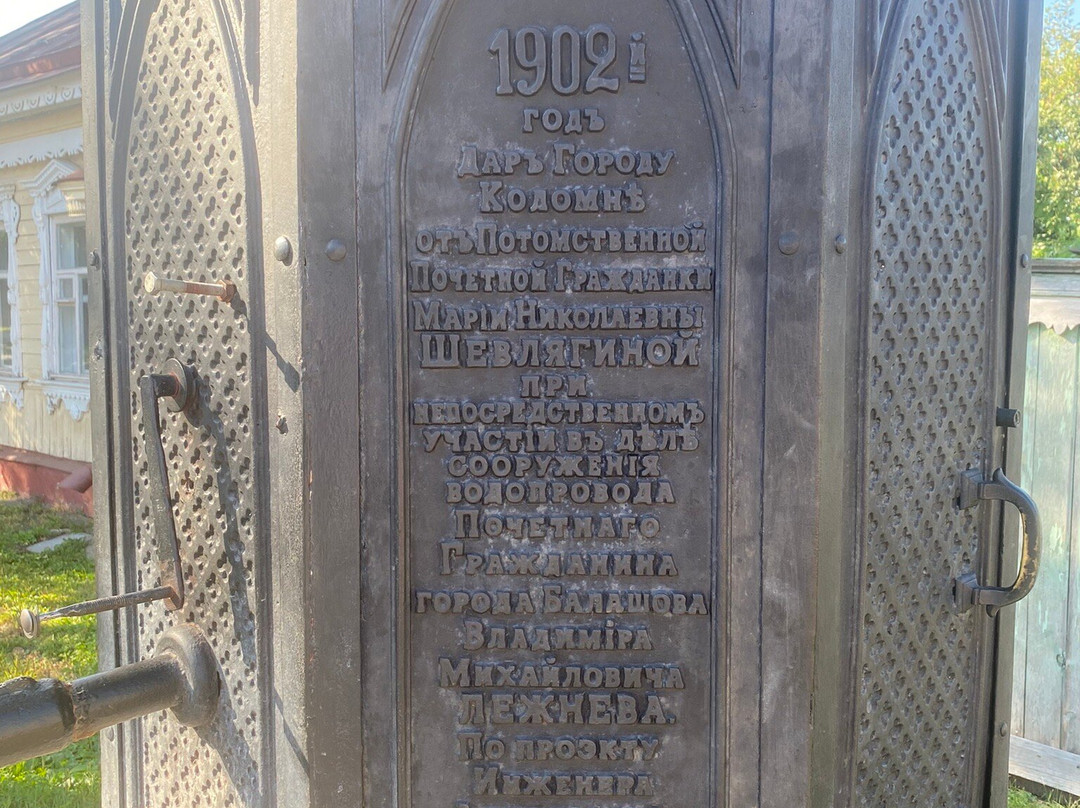 1902й
годъ
Даръ Городу
Коломнѣ
отъ Потомственной
Почетной Гражданки
Маріи Николаевны
Шевлягиной
при
непосредственномъ
участіи въ дѣлѣ
сооруженія
водопровода
Почетнаго
Гражданина
города Балашова
Владиміра
Михайловича
Лежнева.
По проэкту
Инженера